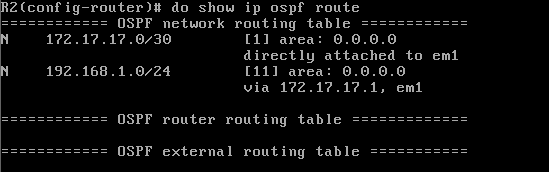 R2(config-router)# do show ip ospf route
============ OSPF network routing table ============
N    172.17.17.0/30        [1] area: 0.0.0.0
                           directly attached to em1
N    192.168.1.0/24        [11] area: 0.0.0.0
                           via 172.17.17.1, em1

============ OSPF router routing table =============

============ OSPF external routing table ===========